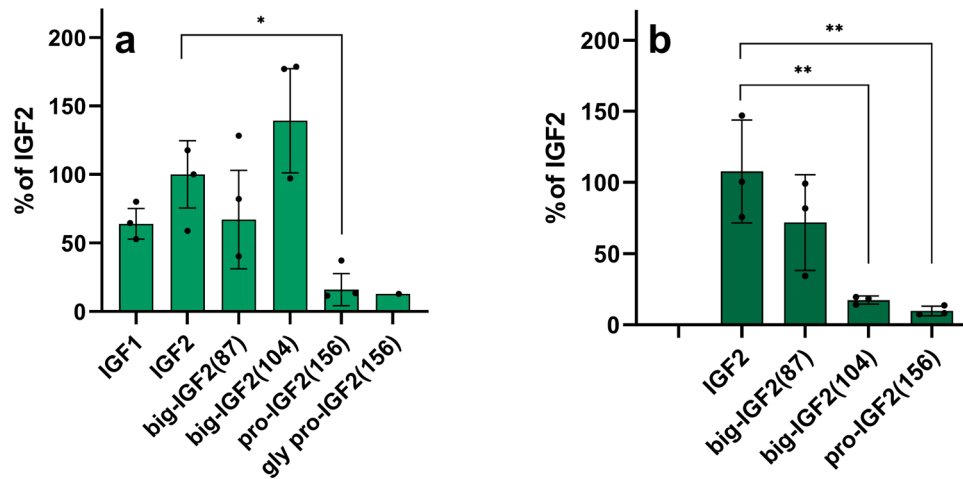 a
*
% of IGF2
200
150
100
50
0
IGF1
IGF2
big-IGF2(87)
big-IGF2(104)
pro-IGF2(156)
gly pro-IGF2(156)
b
**
**
% of IGF2
200
150
100
50
0
IGF2
big-IGF2(87)
big-IGF2(104)
pro-IGF2(156)